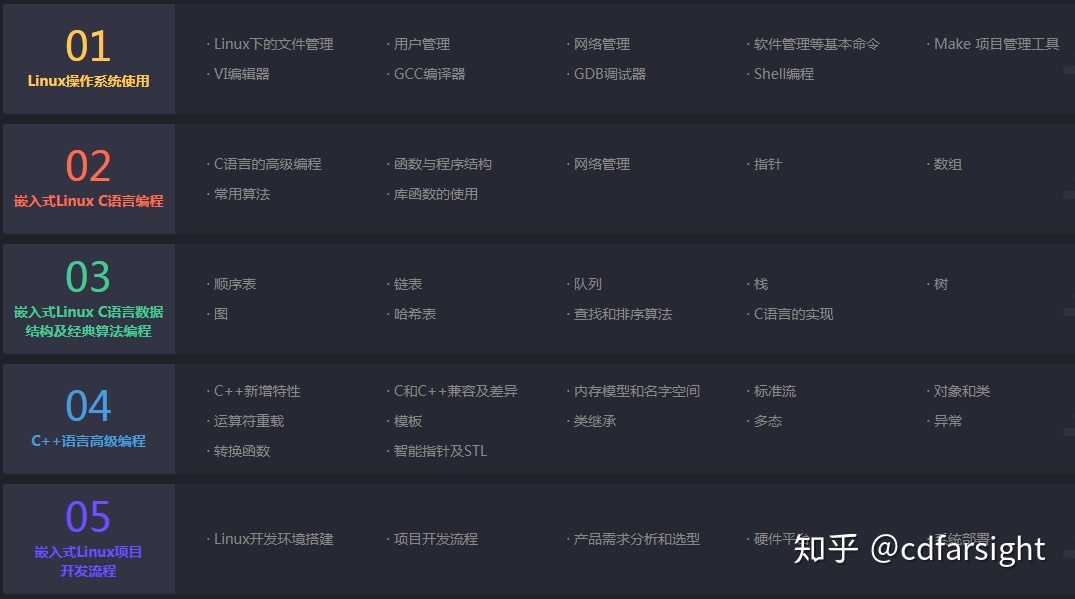 01
Linux操作系统使用
· Linux下的文件管理 · 用户管理 · 网络管理 · 软件管理等基本命令 · Make 项目管理工具
· VI编辑器 · GCC编译器 · GDB调试器 · Shell编程
02
嵌入式Linux C语言编程
· C语言的高级编程 · 函数与程序结构 · 网络管理 · 指针 · 数组
· 常用算法 · 库函数的使用
03
嵌入式Linux C语言数据
结构及经典算法编程
· 顺序表 · 链表 · 队列 · 栈 · 树
· 图 · 哈希表 · 查找和排序算法 · C语言的实现
04
C++语言高级编程
· C++新增特性 · C和C++兼容及差异 · 内存模型和名字空间 · 标准流 · 对象和类
· 运算符重载 · 模板 · 类继承 · 多态 · 异常
· 转换函数 · 智能指针及STL
05
嵌入式Linux项目
开发流程
· Linux开发环境搭建 · 项目开发流程 · 产品需求分析和选型 · 硬件平 统部署
知乎 @cdfarsight